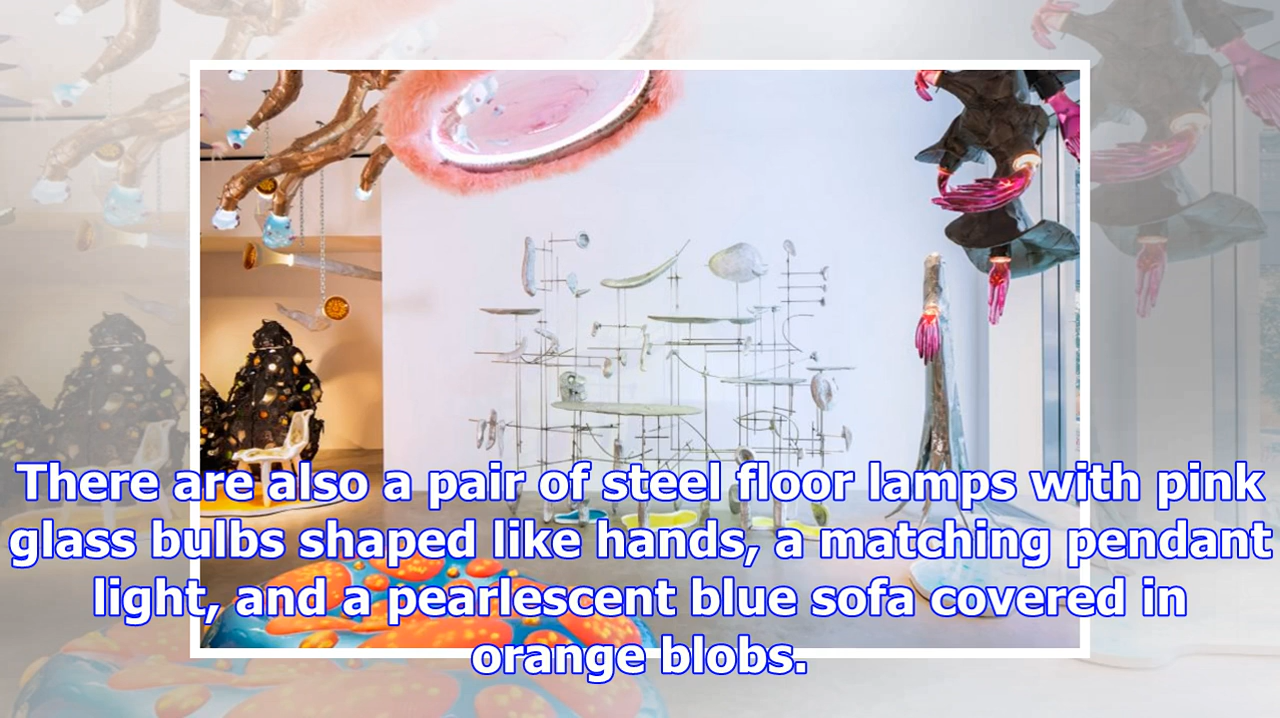 There are also a pair of steel floor lamps with pink
glass bulbs shaped like hands, a matching pendant
light, and a pearlescent blue sofa covered in
orange blobs.